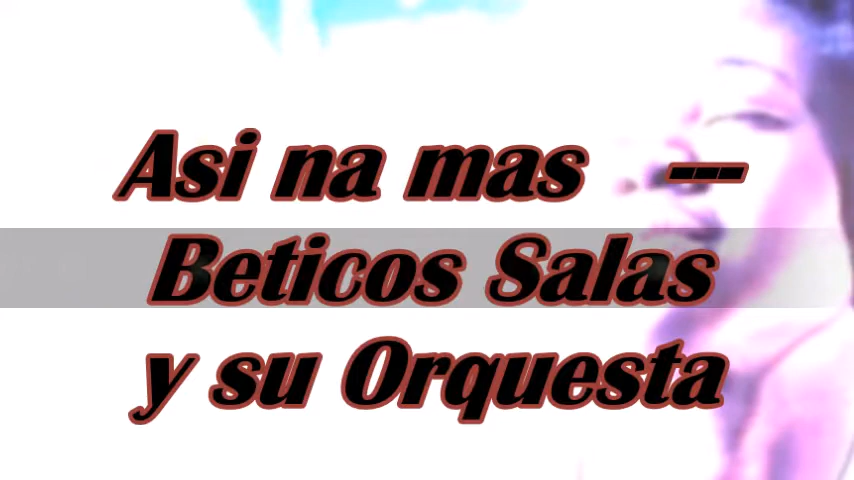 Asi na mas ---
Beticos Salas
y su Orquesta